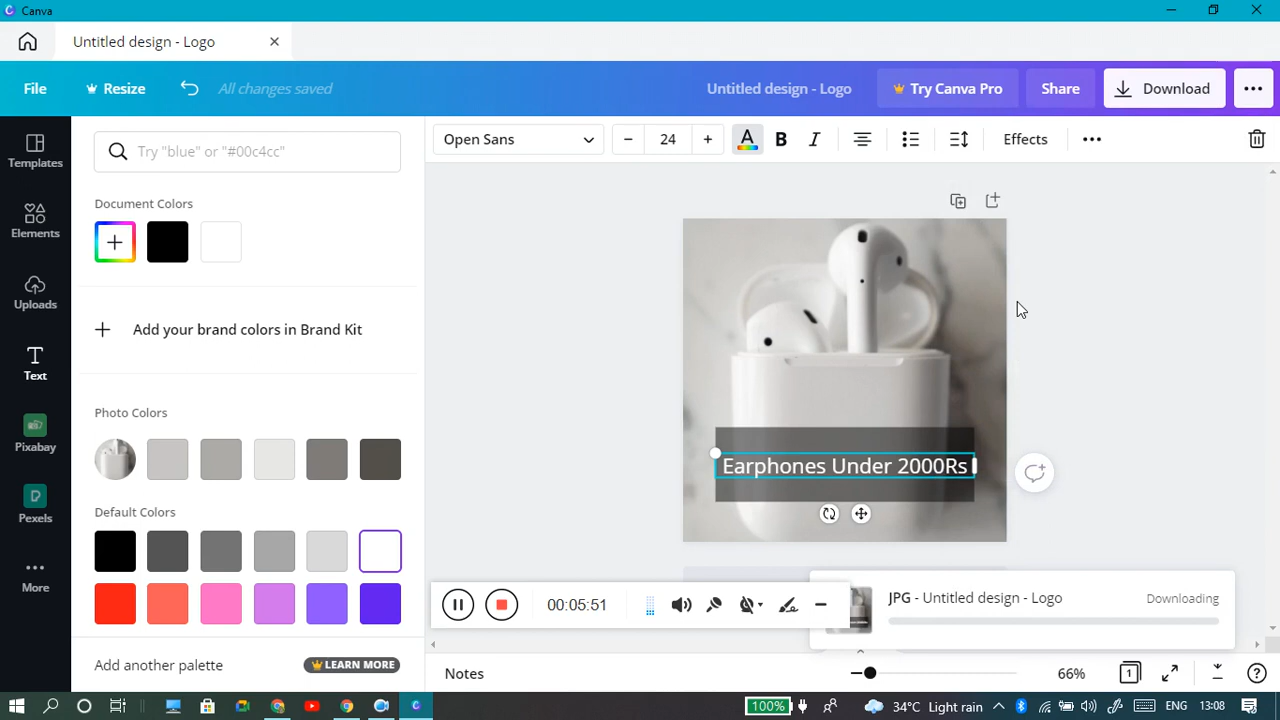 Canva
Untitled design - Logo
File
Resize
All changes saved
Untitled design - Logo
Try Canva Pro
Share
Download
Templates
Elements
Uploads
Text
Pixabay
Pexels
More
Try "blue" or "#00c4cc"
Document Colors
Add your brand colors in Brand Kit
Photo Colors
Default Colors
Add another palette
LEARN MORE
Open Sans
24
A
B
I
Effects
Earphones Under 2000Rs
00:05:51
JPG - Untitled design - Logo
Downloading
Notes
66%
1
100%
34°C Light rain
ENG
13:08